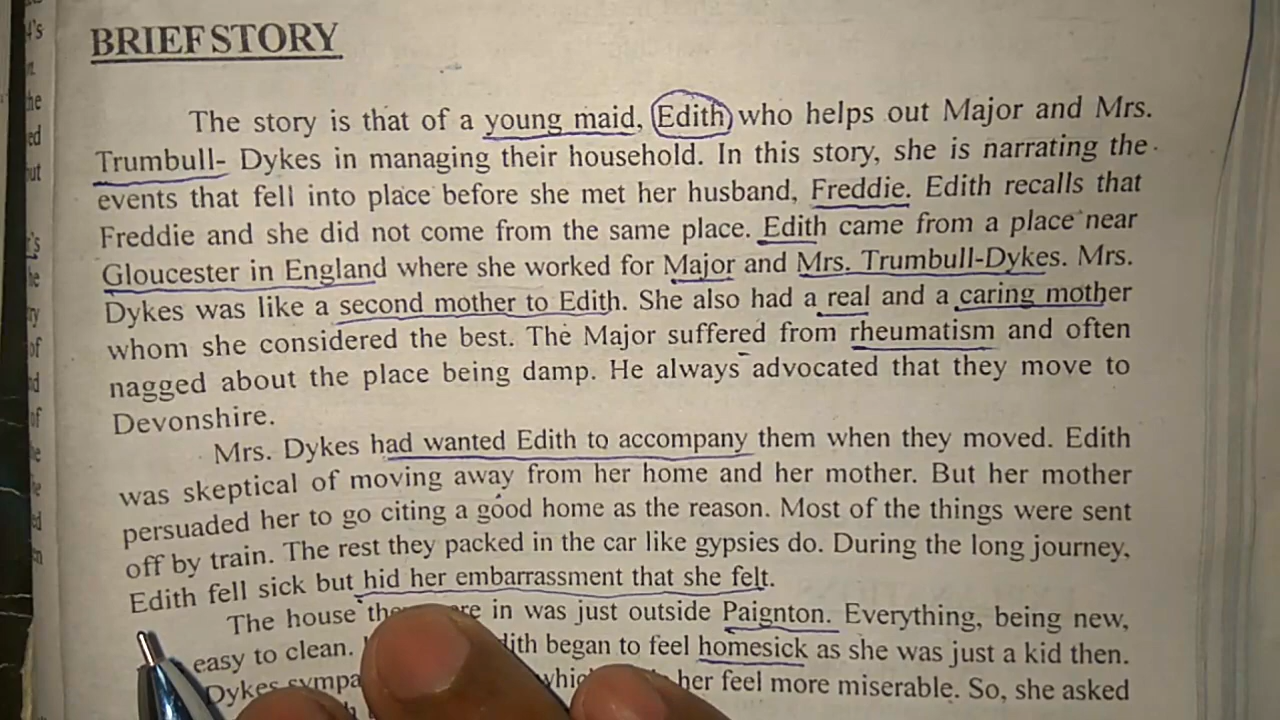 BRIEF STORY
The story is that of a young maid, Edith who helps out Major and Mrs.
Trumbull- Dykes in managing their household. In this story, she is narrating the
events that fell into place before she met her husband, Freddie. Edith recalls that
Freddie and she did not come from the same place. Edith came from a place near
Gloucester in England where she worked for Major and Mrs. Trumbull-Dykes. Mrs.
Dykes was like a second mother to Edith. She also had a real and a caring mother
whom she considered the best. The Major suffered from rheumatism and often
nagged about the place being damp. He always advocated that they move to
Devonshire.
Mrs. Dykes had wanted Edith to accompany them when they moved. Edith
was skeptical of moving away from her home and her mother. But her mother
persuaded her to go citing a good home as the reason. Most of the things were sent
off by train. The rest they packed in the car like gypsies do. During the long journey,
Edith fell sick but hid her embarrassment that she felt.
The house in was just outside Paignton. Everything, being new,
easy to clean. began to feel homesick as she was just a kid then.
Dykes her feel more miserable. So, she asked